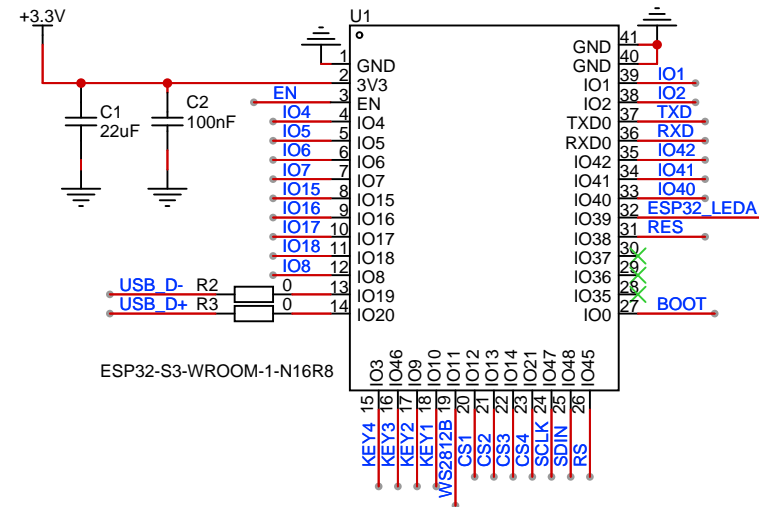 +3.3V
U1
1 GND
2 3V3
EN 3 EN
IO4 4 IO4
IO5 5 IO5
IO6 6 IO6
IO7 7 IO7
IO15 8 IO15
IO16 9 IO16
IO17 10 IO17
IO18 11 IO18
IO8 12 IO8
USB_D- R2 0 13 IO19
USB_D+ R3 0 14 IO20
C1
22uF
C2
100nF
GND 41
GND 40
IO1 39 IO1
IO2 38 IO2
TXD0 37 TXD
RXD0 36 RXD
IO42 35 IO42
IO41 34 IO41
IO40 33 IO40
IO39 32 ESP32_LEDA
IO38 31 RES
IO37 30
IO36 29
IO35 28
IO0 27 BOOT
ESP32-S3-WROOM-1-N16R8
IO3 15 KEY4
IO46 16 KEY3
IO9 17 KEY2
IO10 18 KEY1
IO11 19 WS2812B
IO12 20 CS1
IO13 21 CS2
IO14 22 CS3
IO21 23 CS4
IO47 24 SCLK
IO48 25 SDIN
IO45 26 RS